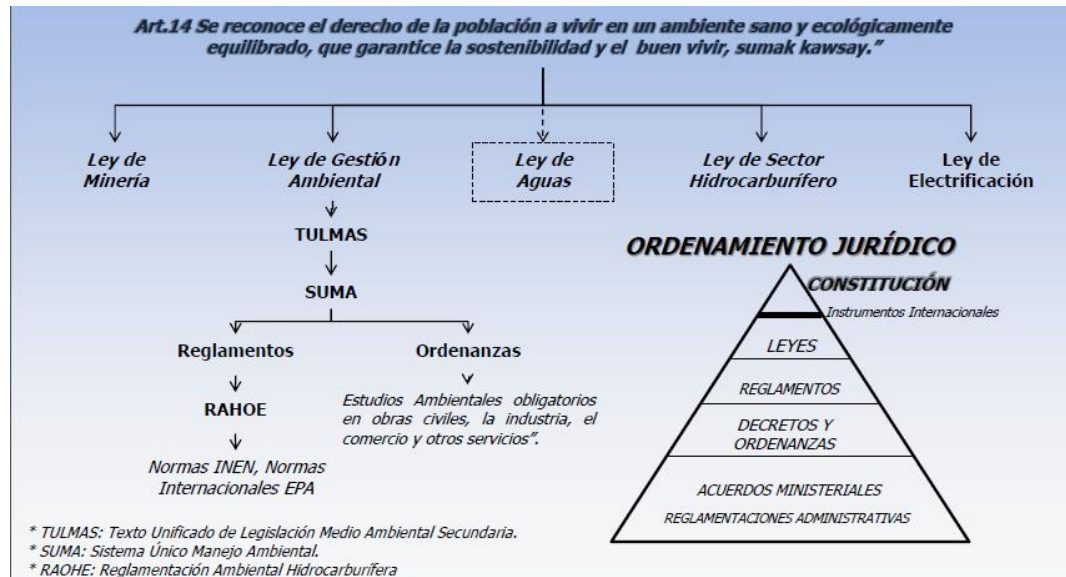 Art.14 Se reconoce el derecho de la población a vivir en un ambiente sano y ecológicamente
equilibrado, que garantice la sostenibilidad y el buen vivir, sumak kawsay.”
Ley de
Minería
Ley de Gestión
Ambiental
Ley de
Aguas
Ley de Sector
Hidrocarburífero
Ley de
Electrificación
TULMAS
SUMA
Reglamentos
Ordenanzas
RAHOE
Estudios Ambientales obligatorios
en obras civiles, la industria, el
comercio y otros servicios”.
Normas INEN, Normas
Internacionales EPA
ORDENAMIENTO JURÍDICO
CONSTITUCIÓN
Instrumentos Internacionales
LEYES
REGLAMENTOS
DECRETOS Y
ORDENANZAS
ACUERDOS MINISTERIALES
REGLAMENTACIONES ADMINISTRATIVAS
* TULMAS: Texto Unificado de Legislación Medio Ambiental Secundaria.
* SUMA: Sistema Único Manejo Ambiental.
* RAOHE: Reglamentación Ambiental Hidrocarburífera